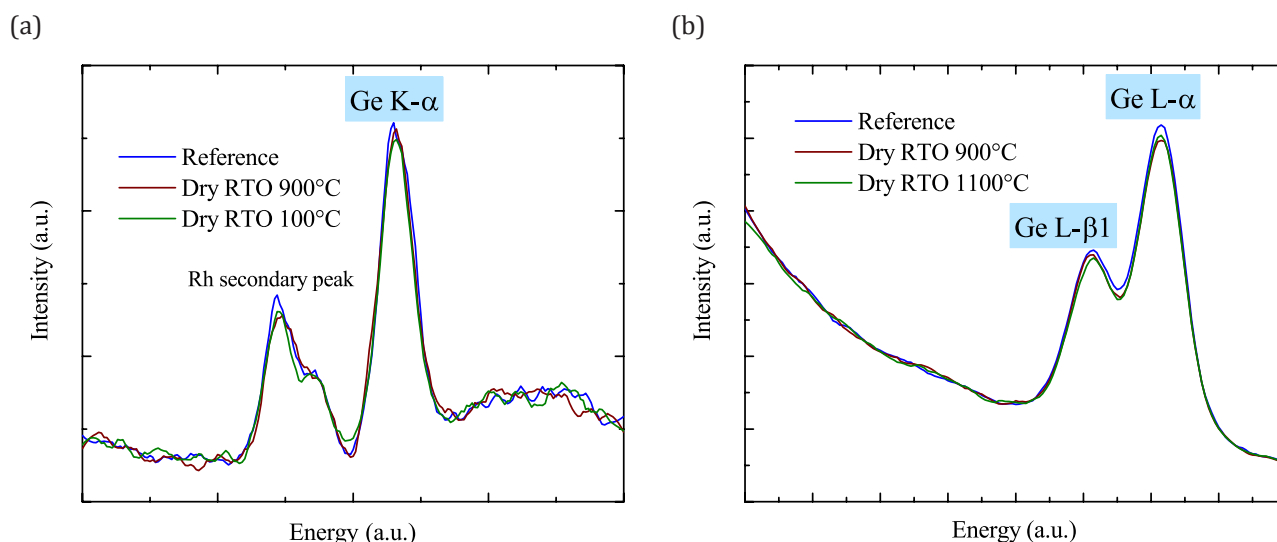 (a)
Ge K-α
Reference
Dry RTO 900°C
Dry RTO 100°C
Rh secondary peak
Intensity (a.u.)
Energy (a.u.)
(b)
Ge L-α
Reference
Dry RTO 900°C
Dry RTO 1100°C
Ge L-β1
Intensity (a.u.)
Energy (a.u.)